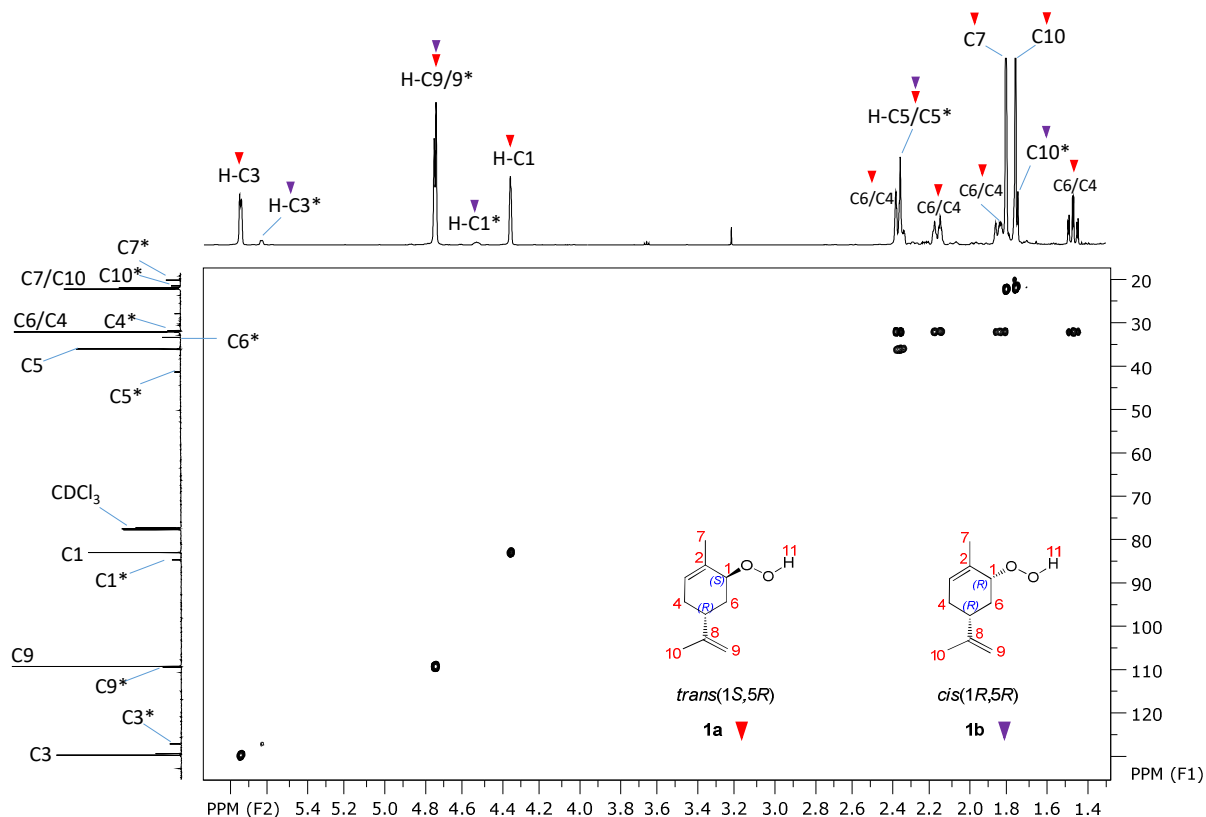 C7
C10
H-C9/9*
H-C5/C5*
H-C3
H-C1
C10*
H-C3*
H-C1*
C6/C4
C6/C4
C6/C4
C6/C4
C7*
C10*
C7/C10
C6/C4
C4*
C6*
C5
C5*
CDCl3
C1
C1*
C9
C9*
C3*
C3
20
30
40
50
60
70
80
90
100
110
120
PPM (F1)
7
2
1
O
O
H
11
(S)
4
6
(R)
8
10
9
trans(1S,5R)
1a
7
2
1
O
O
H
11
(R)
4
6
(R)
8
10
9
cis(1R,5R)
1b
PPM (F2) 5.4 5.2 5.0 4.8 4.6 4.4 4.2 4.0 3.8 3.6 3.4 3.2 3.0 2.8 2.6 2.4 2.2 2.0 1.8 1.6 1.4